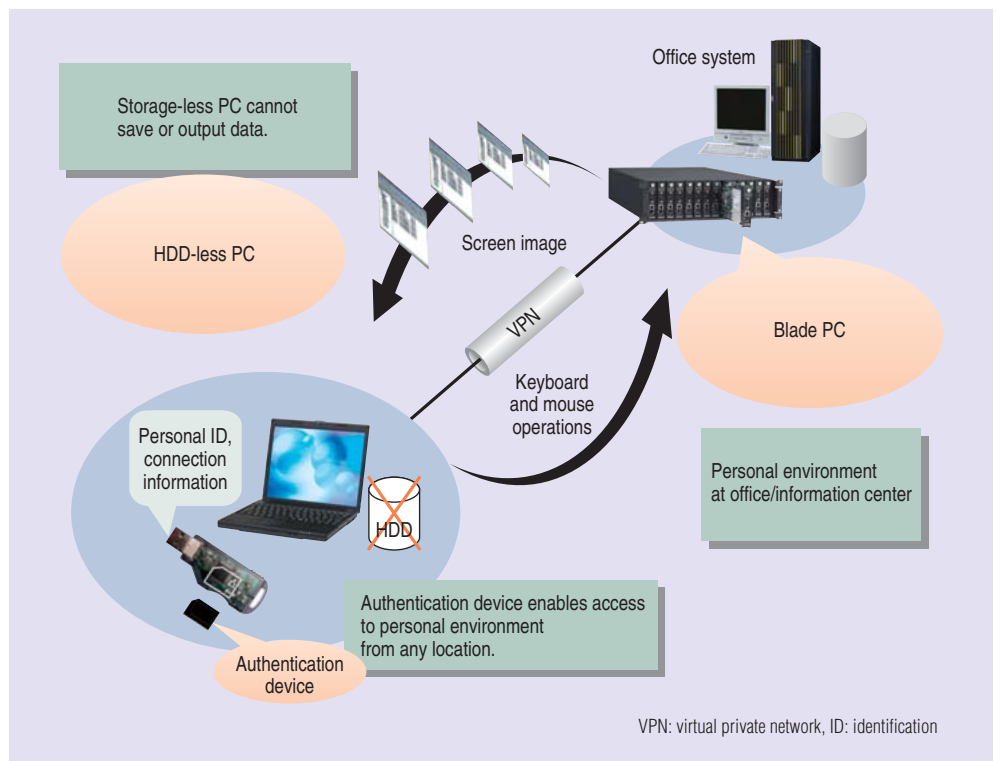 Office system
Storage-less PC cannot
save or output data.
HDD-less PC
Screen image
VPN
Blade PC
Keyboard
and mouse
operations
Personal ID,
connection
information
HDD
Personal environment
at office/information center
Authentication device enables access
to personal environment
from any location.
Authentication
device
VPN: virtual private network, ID: identification